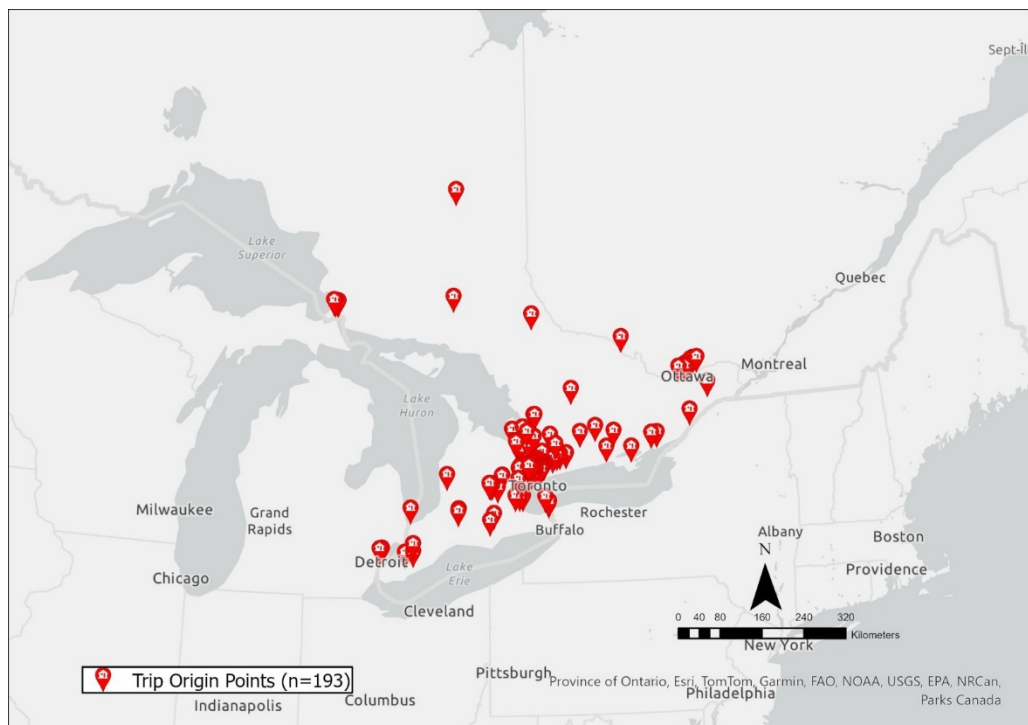 Sept-Îl
Lake
Superior
Quebec
Montreal
Ottawa
Lake
Huron
Toronto
Milwaukee
Grand
Rapids
Rochester
Buffalo
Albany
Boston
Detroit
Providence
N
Chicago
Lake
Erie
Cleveland
0 40 80 160 240 320
Kilometers
New York
Trip Origin Points (n=193)
Pittsburgh
Province of Ontario, Esri, TomTom, Garmin, FAO, NOAA, USGS, EPA, NRCan,
Parks Canada
Philadelphia
Columbus
Indianapolis